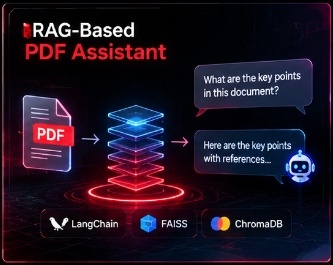 RAG-Based
PDF Assistant
PDF
What are the key points
in this document?
Here are the key points
with references...
LangChain
FAISS
ChromaDB